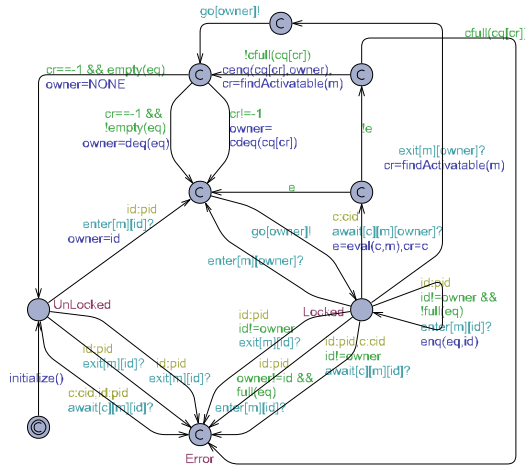 go[owner]!
cfull(cq[cr])
!cfull(cq[cr])
cenq(cq[cr],owner),
cr=findActivatable(m)
cr==-1 && empty(eq)
owner=NONE
cr==-1 &&
!empty(eq)
owner=deq(eq)
cr!=-1
owner=
cdeq(cq[cr])
!e
exit[m][owner]?
cr=findActivatable(m)
e
id:pid
enter[m][id]?
owner=id
c:cid
await[c][m][owner]?
e=eval(c,m),cr=c
go[owner]!
enter[m][owner]?
UnLocked
Locked
id:pid
id!=owner &&
!full(eq)
enter[m][id]?
enq(eq,id)
id:pid
id!=owner
exit[m][id]?
id:pid,c:cid
id!=owner
await[c][m][id]?
id:pid
exit[m][id]?
id:pid
exit[m][id]?
id:pid
owner!=id &&
full(eq)
enter[m][id]?
initialize()
c:cid,id:pid
await[c][m][id]?
C
C
C
C
C
C
C
Error